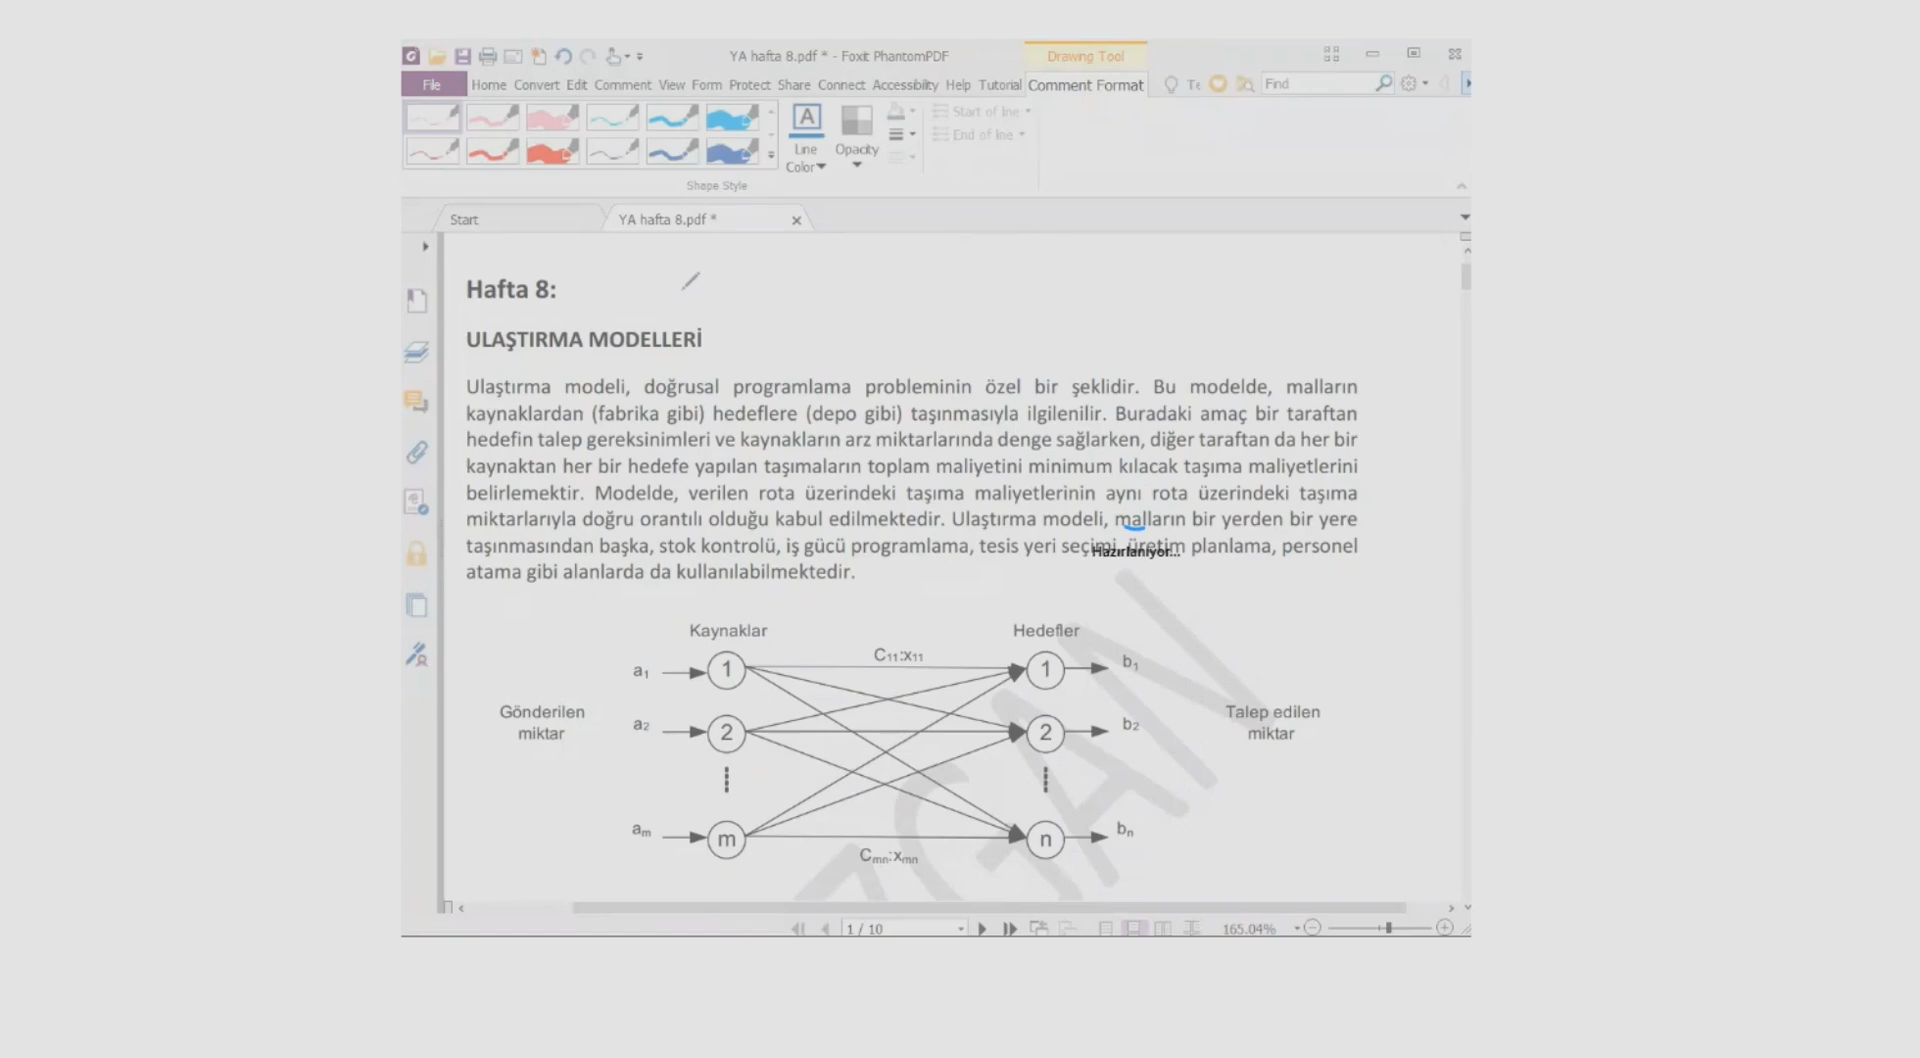 YA hafta 8.pdf * - Foxit PhantomPDF
Drawing Tool
File Home Convert Edit Comment View Form Protect Share Connect Accessibility Help Tutorial Comment Format Te Find
A
Line
Color
Opacity
Start of line
End of line
Shape Style
Start
YA hafta 8.pdf *
Hafta 8:
ULAŞTIRMA MODELLERİ
Ulaştırma modeli, doğrusal programlama probleminin özel bir şeklidir. Bu modelde, malların
kaynaklardan (fabrika gibi) hedeflere (depo gibi) taşınmasıyla ilgilenilir. Buradaki amaç bir taraftan
hedefin talep gereksinimleri ve kaynakların arz miktarlarında denge sağlarken, diğer taraftan da her bir
kaynaktan her bir hedefe yapılan taşımaların toplam maliyetini minimum kılacak taşıma maliyetlerini
belirlemektir. Modelde, verilen rota üzerindeki taşıma maliyetlerinin aynı rota üzerindeki taşıma
miktarlarıyla doğru orantılı olduğu kabul edilmektedir. Ulaştırma modeli, malların bir yerden bir yere
taşınmasından başka, stok kontrolü, iş gücü programlama, tesis yeri seçimi, üretim planlama, personel
Hazırlanıyor...
atama gibi alanlarda da kullanılabilmektedir.
Kaynaklar Hedefler
a1 1 C11:x11 1 b1
Gönderilen
miktar
a2 2 2 b2
Talep edilen
miktar
am m Cmn:xmn n bn
1 / 10
165.04%